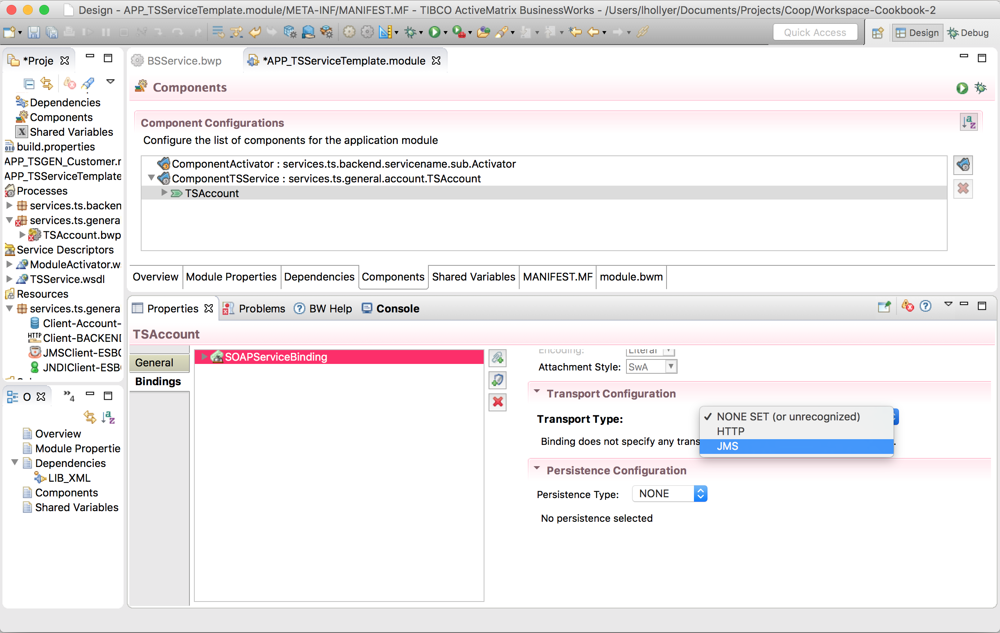 Design - APP_TSServiceTemplate.module/META-INF/MANIFEST.MF - TIBCO ActiveMatrix BusinessWorks - /Users/lhollyer/Documents/Projects/Coop/Workspace-Cookbook-2
Quick Access
Design
Debug
*Proje
Dependencies
Components
X Shared Variables
010 build.properties
APP_TSGEN_Customer.r
APP_TSServiceTemplate
Processes
services.ts.backen
services.ts.genera
TSAccount.bwp
Service Descriptors
ModuleActivator.w
TSService.wsdl
Resources
services.ts.genera
Client-Account-
HTTP Client-BACKEND
JMSClient-ESB
JNDIClient-ESB
O
»4
a
z
Overview
Module Propertie
Dependencies
LIB_XML
Components
Shared Variables
BSService.bwp
*APP_TSServiceTemplate.module
Components
Component Configurations
a
z
Configure the list of components for the application module
ComponentActivator : services.ts.backend.servicename.sub.Activator
ComponentTSService : services.ts.general.account.TSAccount
TSAccount
Overview Module Properties Dependencies Components Shared Variables MANIFEST.MF module.bwm
Properties Problems BW Help Console
TSAccount
General
Bindings
SOAPServiceBinding
Encoding: Literal
Attachment Style: SwA
Transport Configuration
Transport Type:
✓ NONE SET (or unrecognized)
HTTP
JMS
Binding does not specify any trans
Persistence Configuration
Persistence Type: NONE
No persistence selected